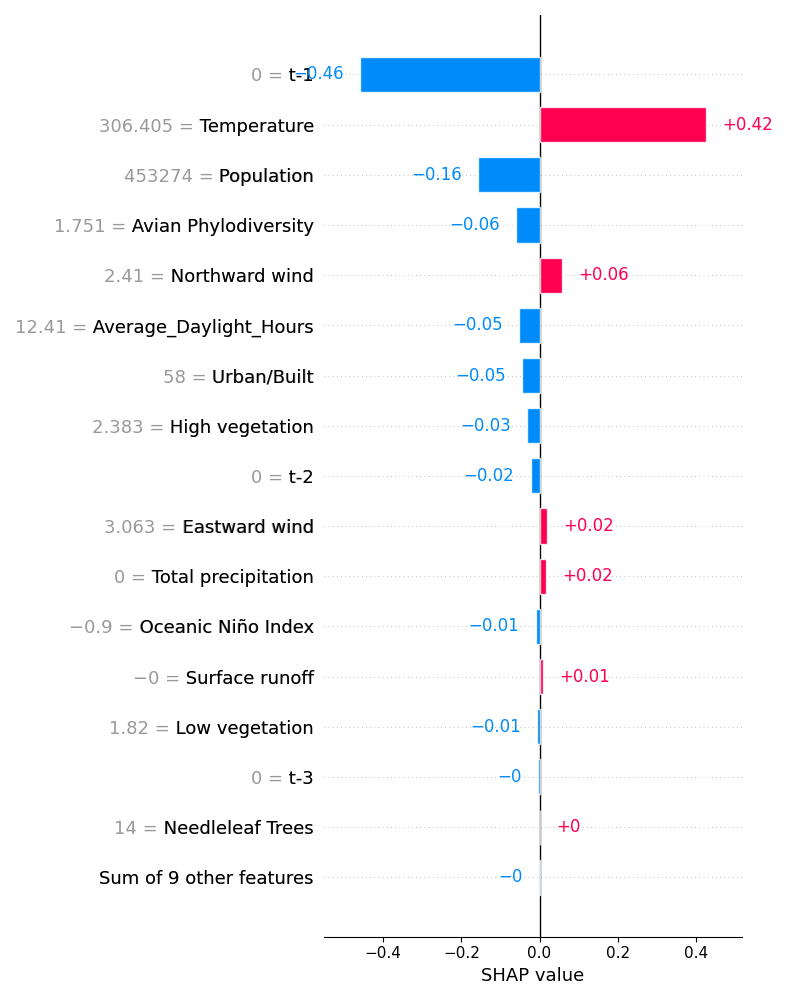 0 = t-1 −0.46
306.405 = Temperature +0.42
453274 = Population −0.16
1.751 = Avian Phylodiversity −0.06
2.41 = Northward wind +0.06
12.41 = Average_Daylight_Hours −0.05
58 = Urban/Built −0.05
2.383 = High vegetation −0.03
0 = t-2 −0.02
3.063 = Eastward wind +0.02
0 = Total precipitation +0.02
−0.9 = Oceanic Niño Index −0.01
−0 = Surface runoff +0.01
1.82 = Low vegetation −0.01
0 = t-3 −0
14 = Needleleaf Trees +0
Sum of 9 other features −0
−0.4 −0.2 0.0 0.2 0.4
SHAP value